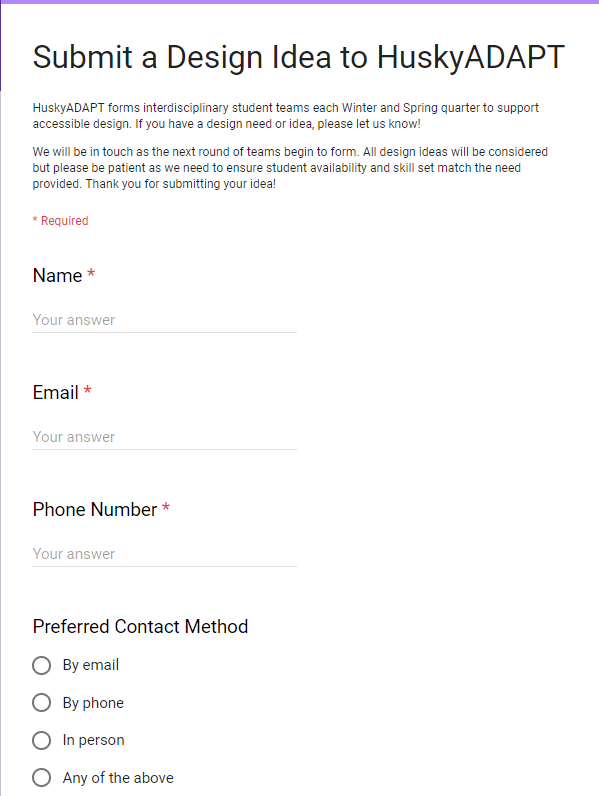 Submit a Design Idea to HuskyADAPT
HuskyADAPT forms interdisciplinary student teams each Winter and Spring quarter to support
accessible design. If you have a design need or idea, please let us know!
We will be in touch as the next round of teams begin to form. All design ideas will be considered
but please be patient as we need to ensure student availability and skill set match the need
provided. Thank you for submitting your idea!
* Required
Name *
Your answer
Email *
Your answer
Phone Number *
Your answer
Preferred Contact Method
By email
By phone
In person
Any of the above